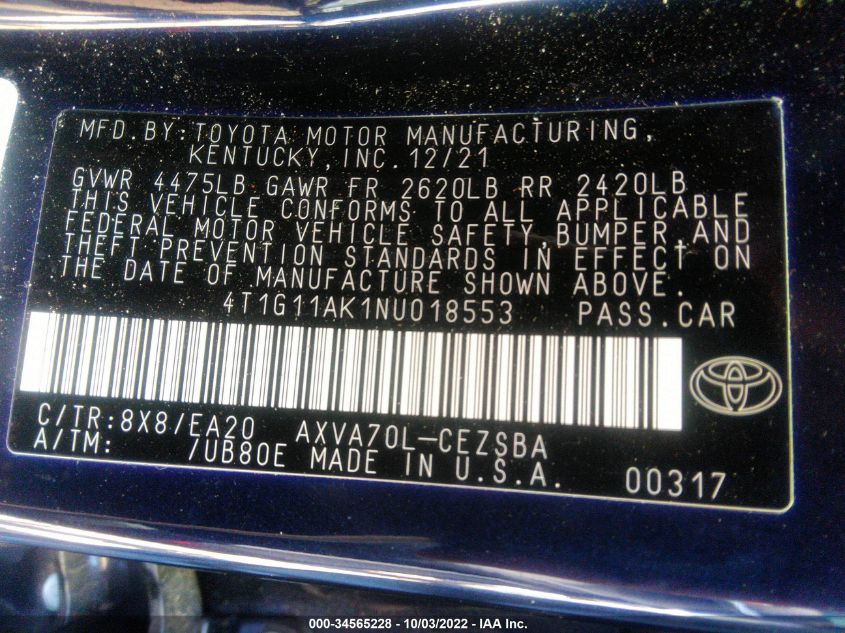 MFD.BY:TOYOTA MOTOR MANUFACTURING,
KENTUCKY,INC.12/21
GVWR 4475LB GAWR FR 2620LB RR 2420LB
THIS VEHICLE CONFORMS TO ALL APPLICABLE
FEDERAL MOTOR VEHICLE SAFETY,BUMPER,AND
THEFT PREVENTION STANDARDS IN EFFECT ON
THE DATE OF MANUFACTURE SHOWN ABOVE.
4T1G11AK1NU018553 PASS.CAR
C/TR:8X8/EA20 AXVA70L-CEZSBA
A/TM: /UB80E MADE IN U.S.A. 00317
000-34565228 - 10/03/2022 - IAA Inc.